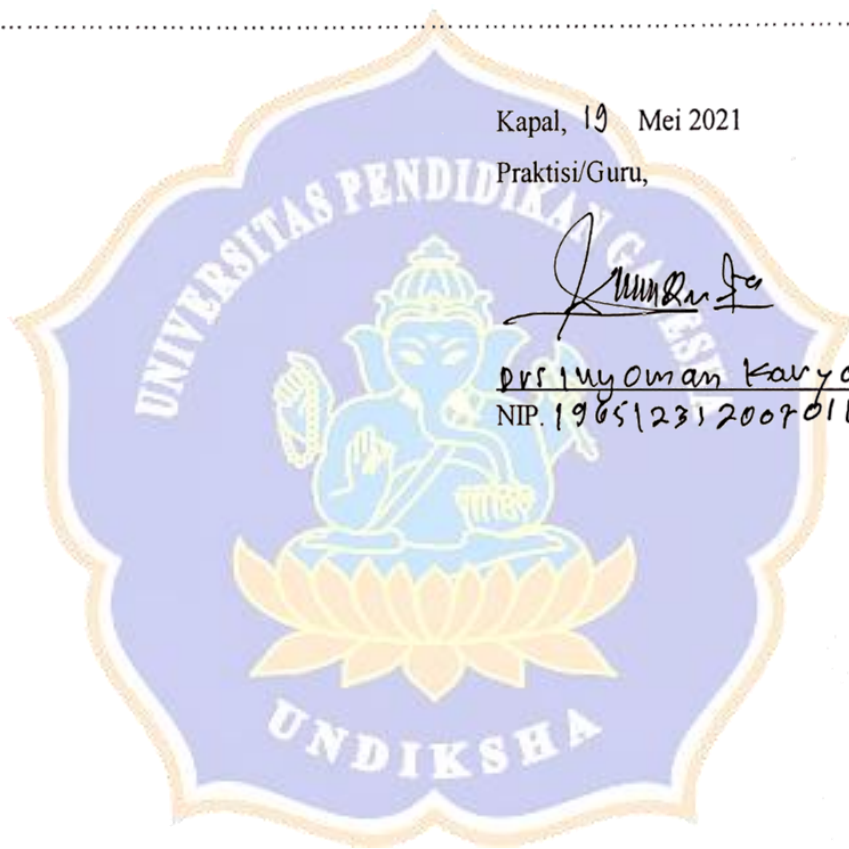 Kapal, 19 Mei 2021
Praktisi/Guru,
UNIVERSITAS PENDIDIKAN GANESHA
Drs I Nyoman Karya
NIP. 19651231200701
UNDIKSHA